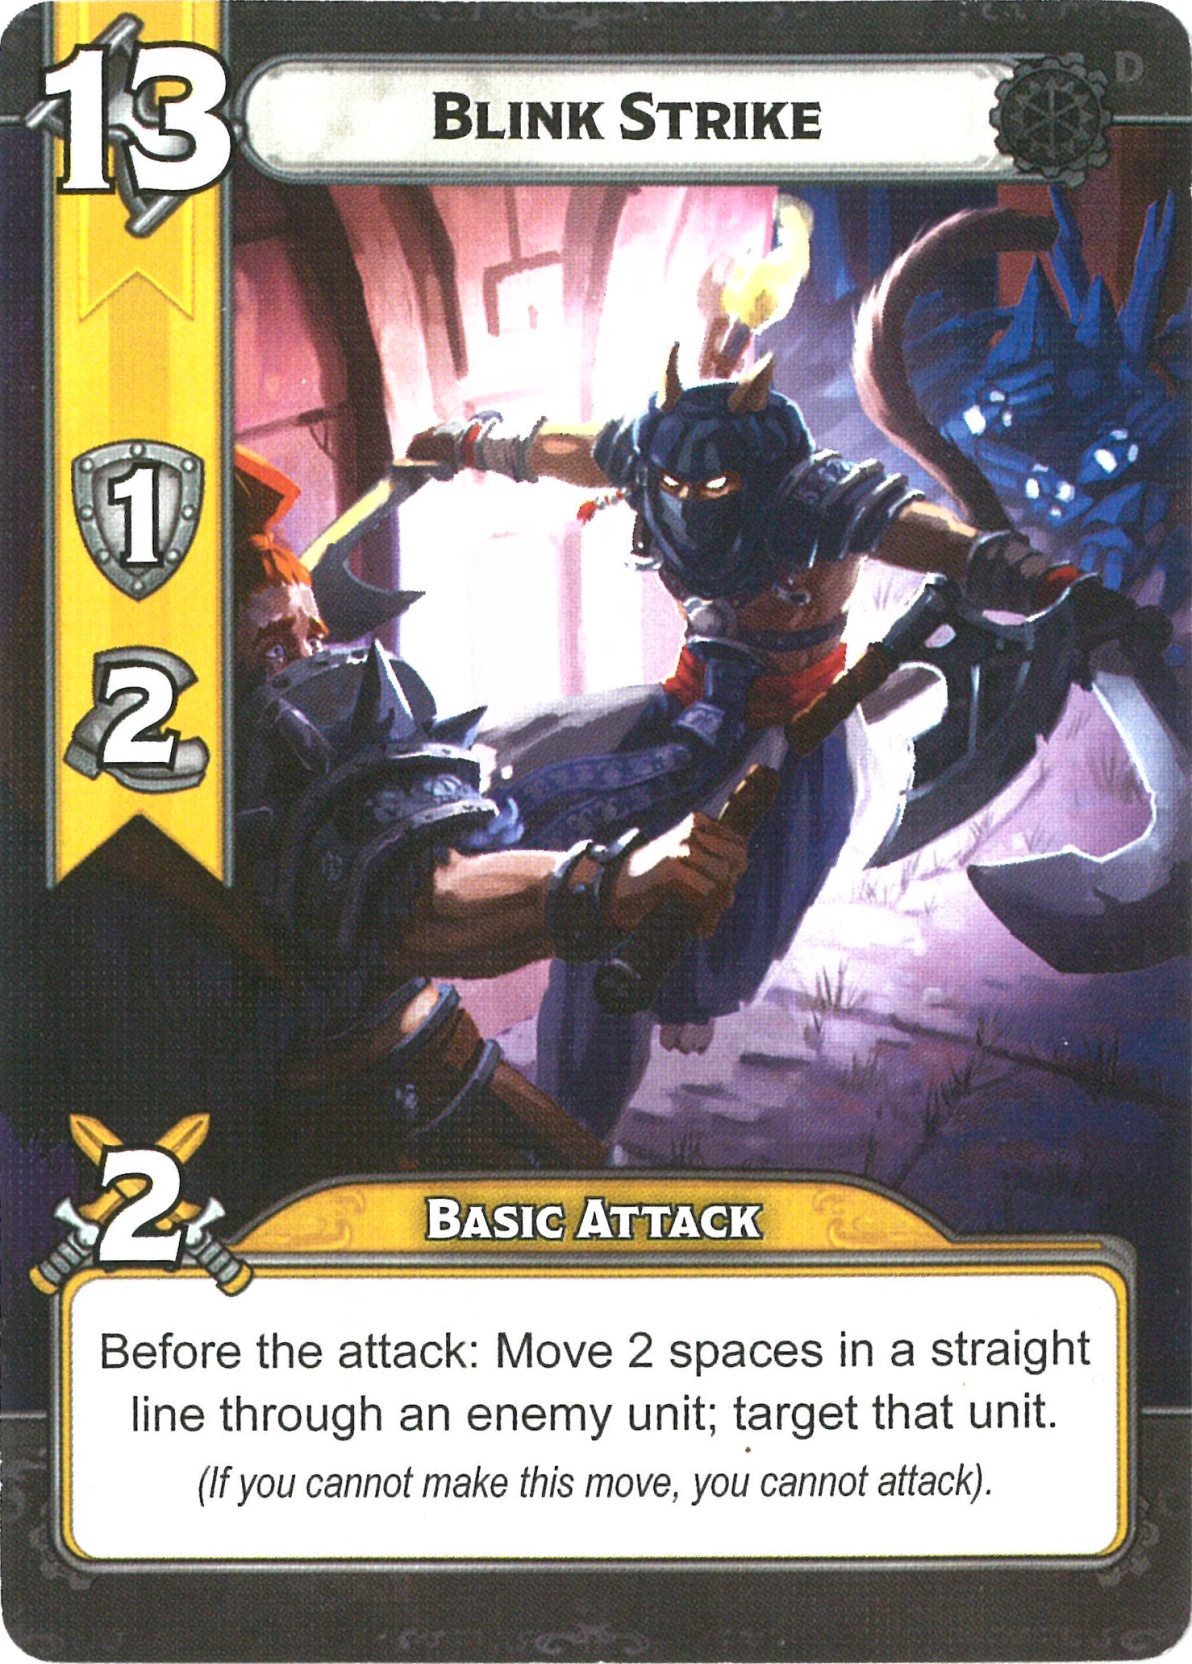 13
BLINK STRIKE
D
1
2
2
BASIC ATTACK
Before the attack: Move 2 spaces in a straight
line through an enemy unit; target that unit.
(If you cannot make this move, you cannot attack).